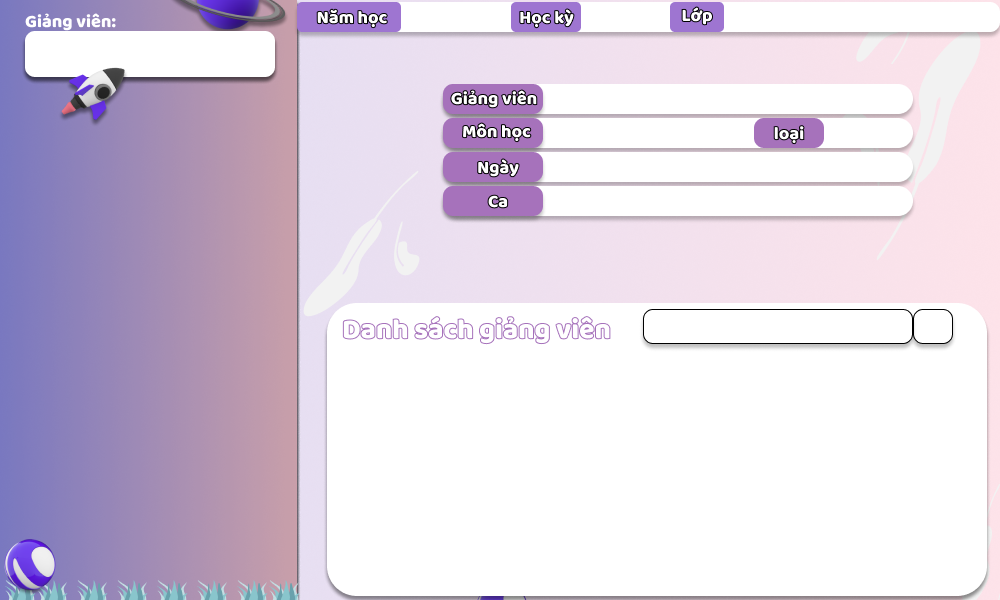 Giảng viên:
Năm học
Học kỳ
Lớp
Giảng viên
Môn học
loại
Ngày
Ca
Danh sách giảng viên